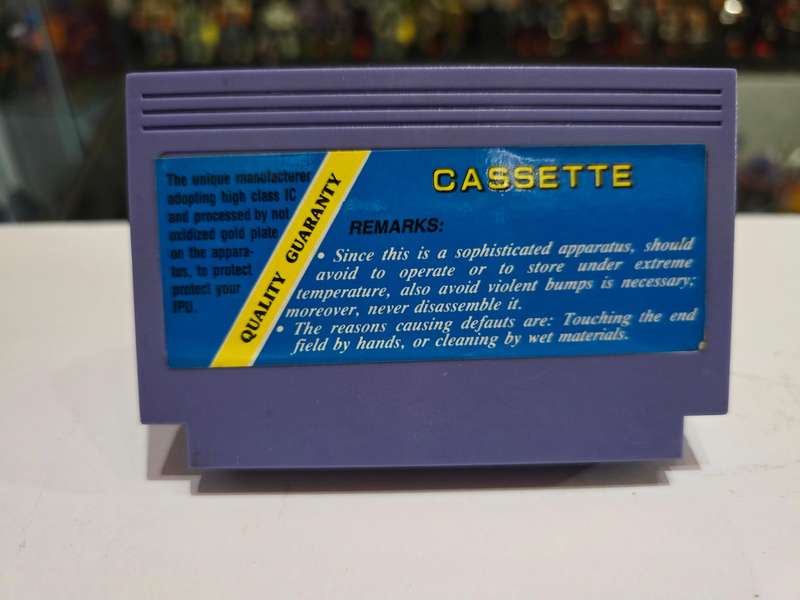 The unique manufacturer
adopting high class IC
and processed by not
oxidized gold plate
on the appara-
tus, to protect
protect your
TPU.
QUALITY GUARANTY
CASSETTE
REMARKS:
• Since this is a sophisticated apparatus, should
avoid to operate or to store under extreme
temperature, also avoid violent bumps is necessary;
moreover, never disassemble it.
• The reasons causing defauts are: Touching the end
field by hands, or cleaning by wet materials.